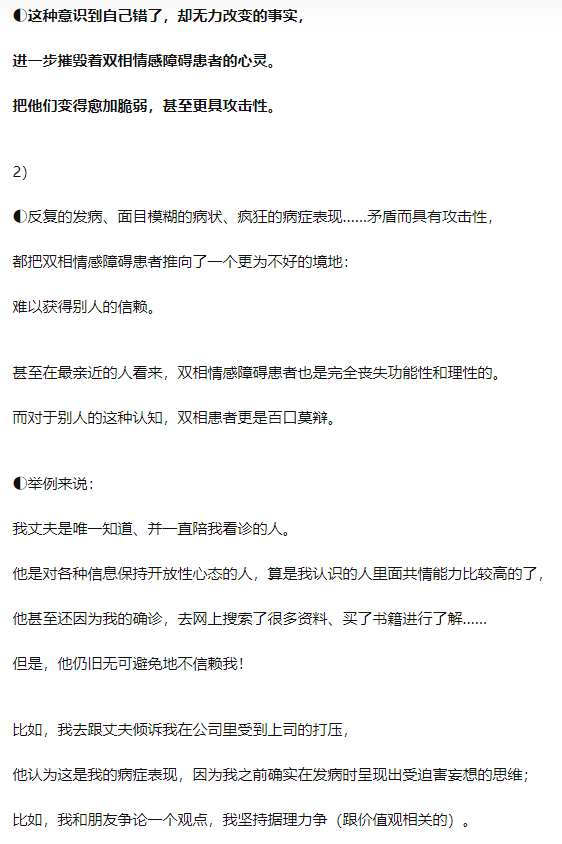 ◐这种意识到自己错了，却无力改变的事实，
进一步摧毁着双相情感障碍患者的心灵。
把他们变得愈加脆弱，甚至更具攻击性。
2）
◐反复的发病、面目模糊的病状、疯狂的病症表现......矛盾而具有攻击性，
都把双相情感障碍患者推向了一个更为不好的境地：
难以获得别人的信赖。
甚至在最亲近的人看来，双相情感障碍患者也是完全丧失功能性和理性的。
而对于别人的这种认知，双相患者更是百口莫辩。
◐举例来说：
我丈夫是唯一知道、并一直陪我看诊的人。
他是对各种信息保持开放性心态的人，算是我认识的人里面共情能力比较高的了，
他甚至还因为我的确诊，去网上搜索了很多资料、买了书籍进行了解......
但是，他仍旧无可避免地不信赖我！
比如，我去跟丈夫倾诉我在公司里受到上司的打压，
他认为这是我的病症表现，因为我之前确实在发病时呈现出受迫害妄想的思维；
比如，我和朋友争论一个观点，我坚持据理力争（跟价值观相关的）。